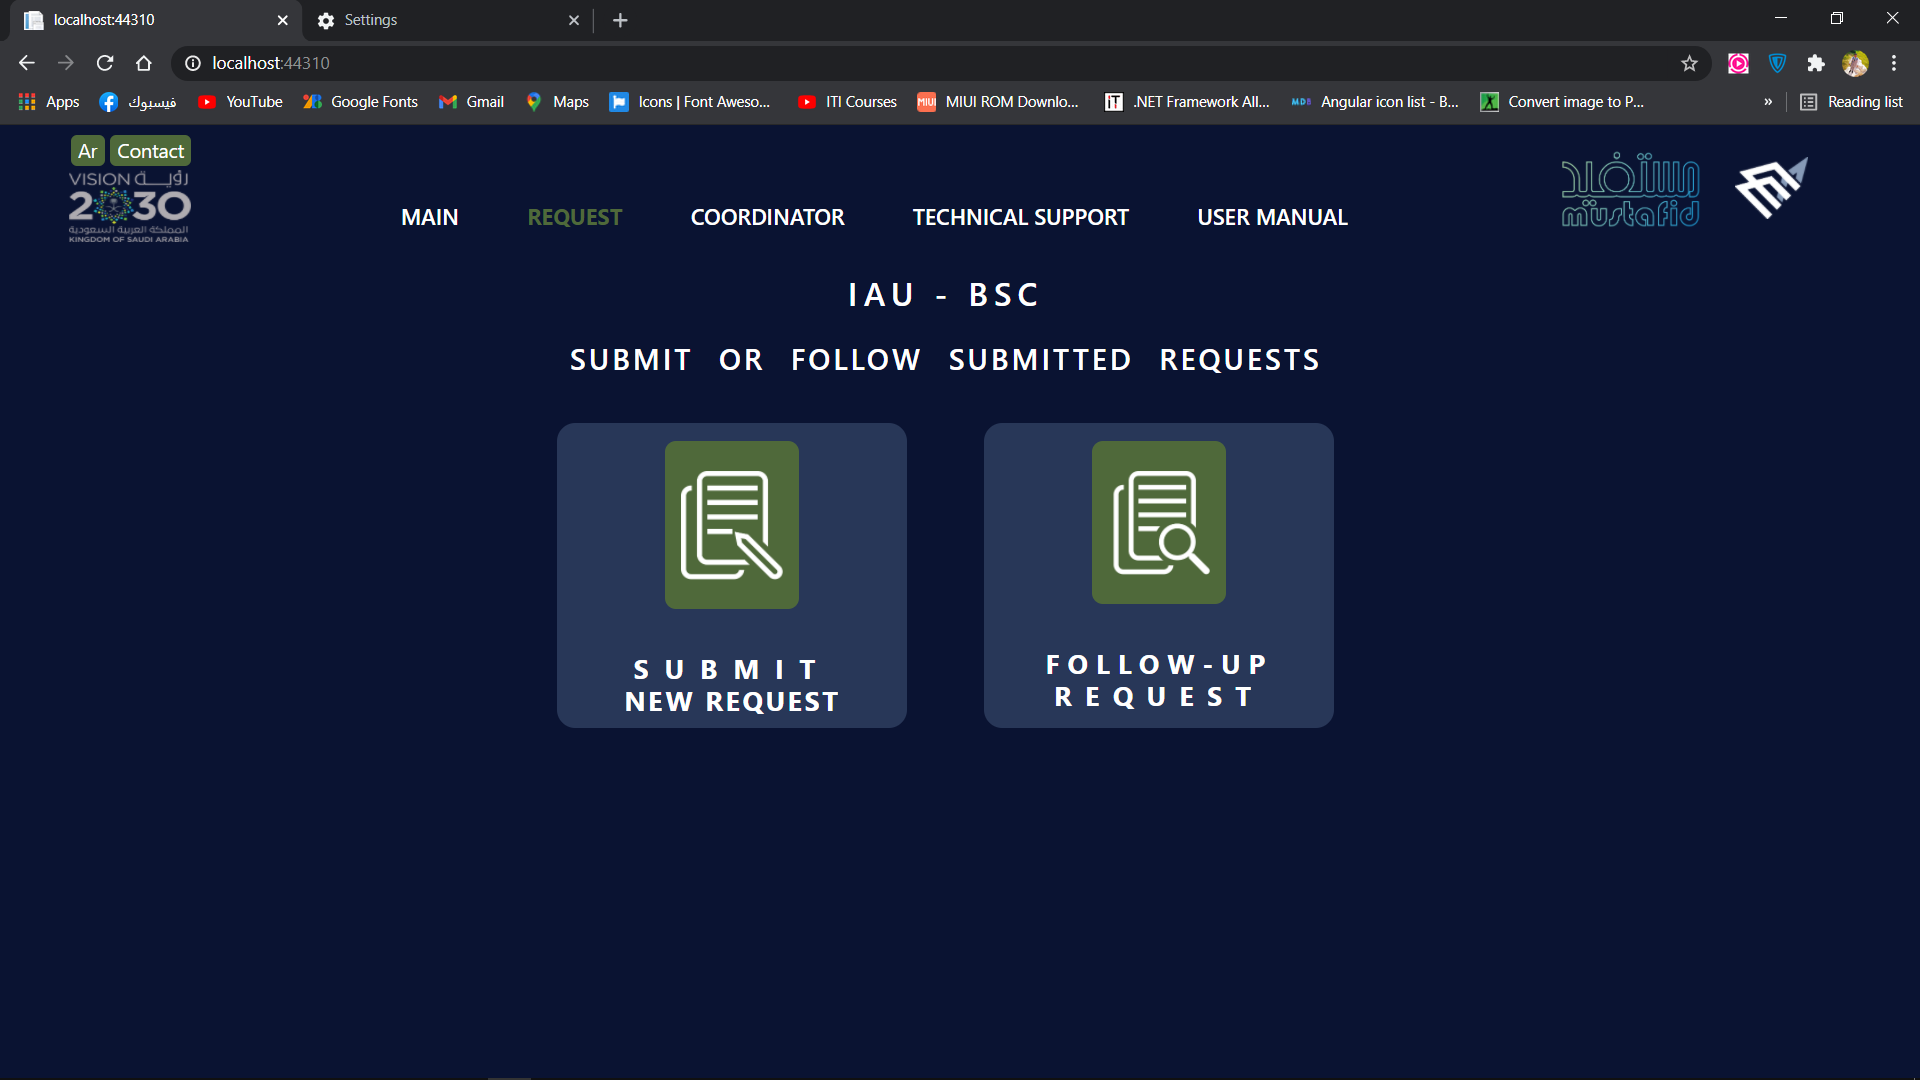 localhost:44310
Settings
localhost:44310
Apps
فيسبوك
YouTube
Google Fonts
Gmail
Maps
Icons | Font Aweso...
ITI Courses
MIUI ROM Downlo...
.NET Framework All...
Angular icon list - B...
Convert image to P...
»
Reading list
Ar
Contact
VISION رؤيــة
2030
المملكة العربية السعودية
KINGDOM OF SAUDI ARABIA
MAIN
REQUEST
COORDINATOR
TECHNICAL SUPPORT
USER MANUAL
مستفيد
müstafid
IAU - BSC
SUBMIT OR FOLLOW SUBMITTED REQUESTS
SUBMIT
NEW REQUEST
FOLLOW-UP
REQUEST